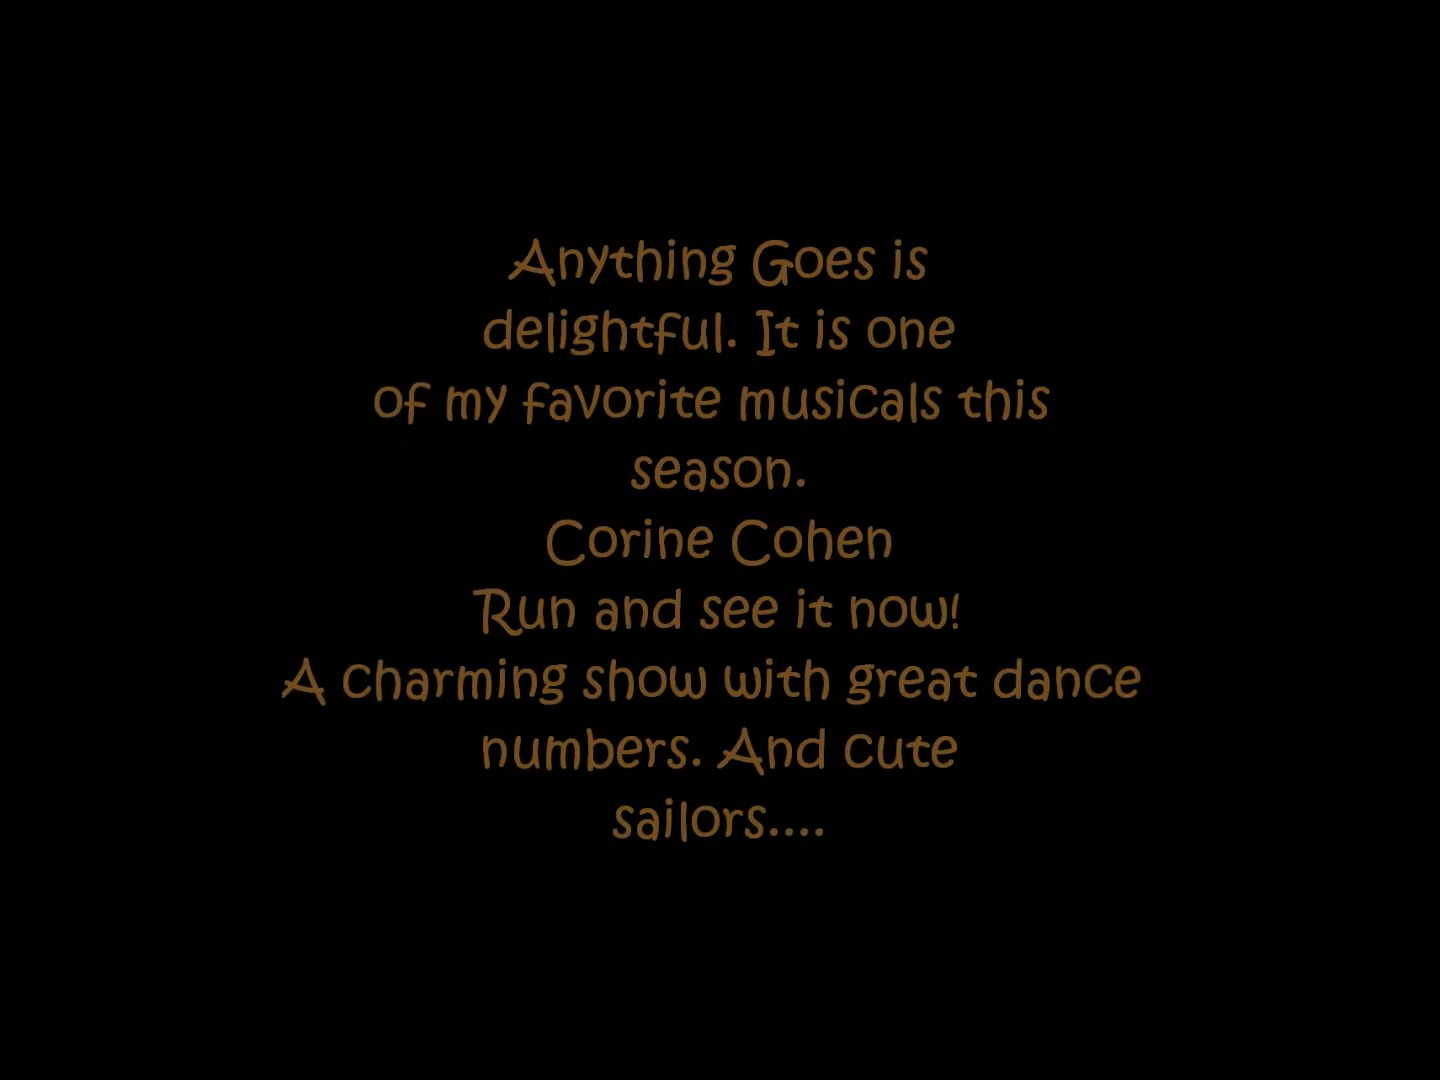 Anything Goes is
delightful. It is one
of my favorite musicals this
season.
Corine Cohen
Run and see it now!
A charming show with great dance
numbers. And cute
sailors....